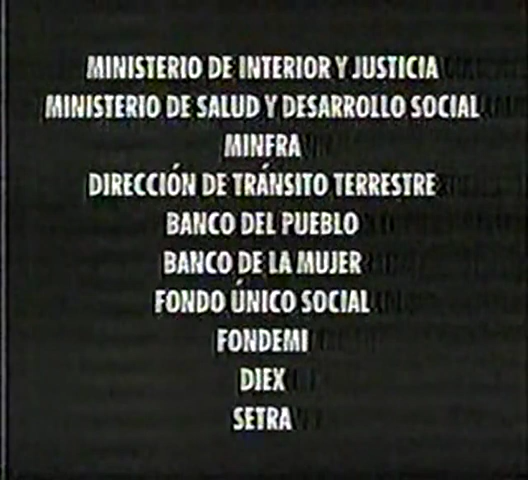 MINISTERIO DE INTERIOR Y JUSTICIA
MINISTERIO DE SALUD Y DESARROLLO SOCIAL
MINFRA
DIRECCIÓN DE TRÁNSITO TERRESTRE
BANCO DEL PUEBLO
BANCO DE LA MUJER
FONDO ÚNICO SOCIAL
FONDEMI
DIEX
SETRA